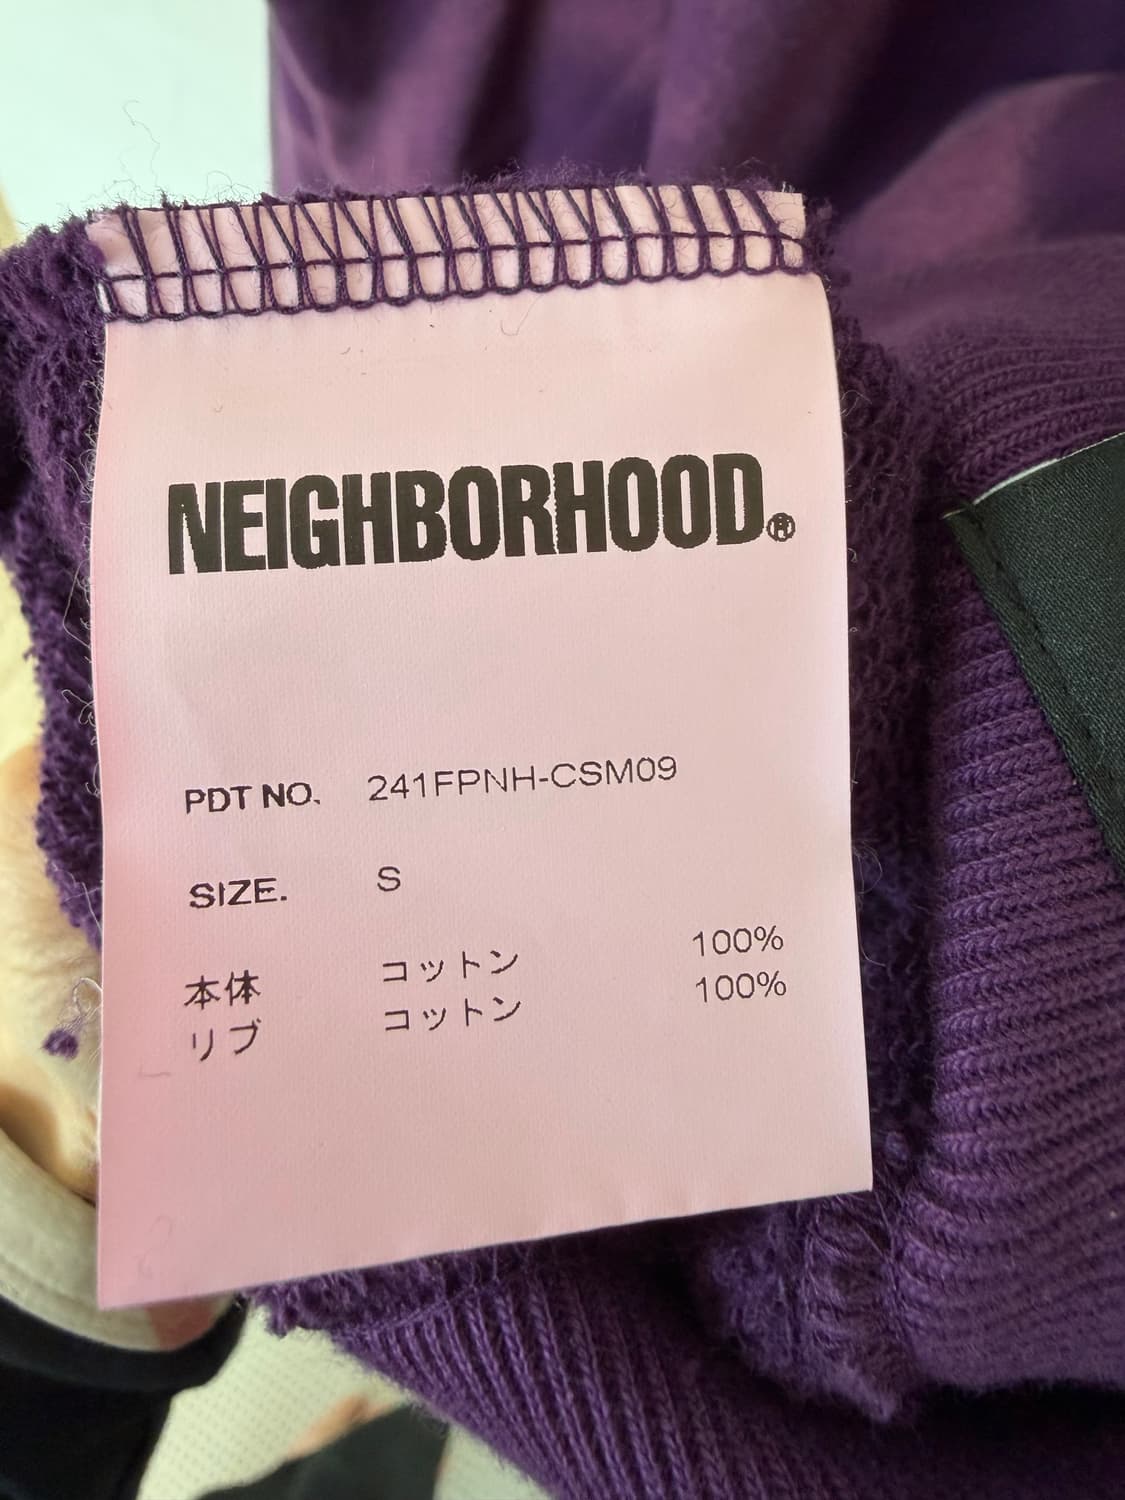 NEIGHBORHOOD®
PDT NO. 241FPNH-CSM09
SIZE. S
本体 コットン 100%
リブ コットン 100%